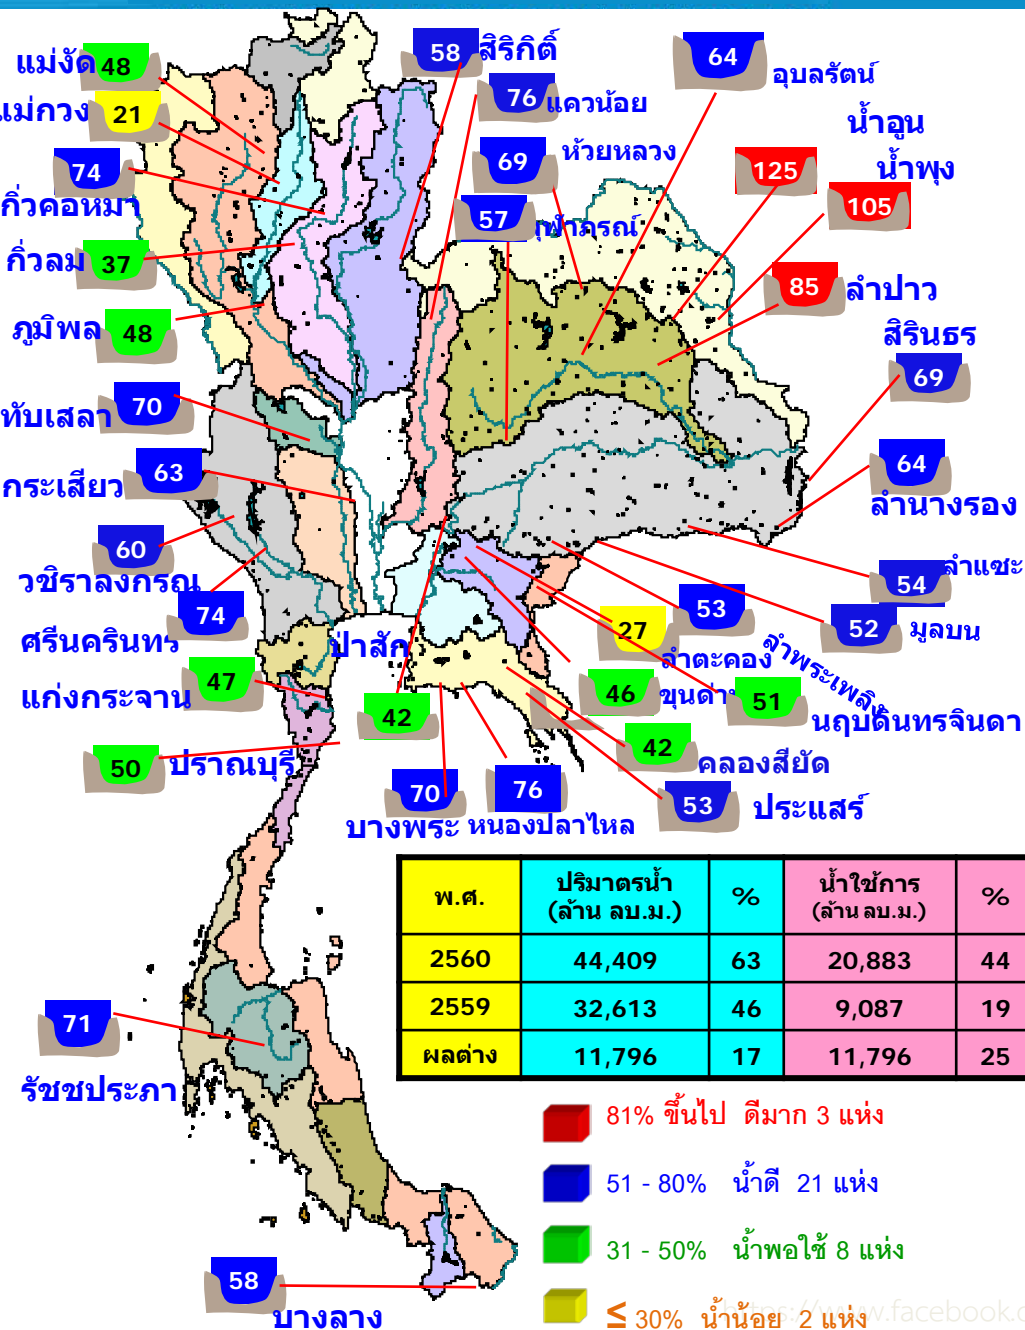 แม่งัด 48
แม่กวง 21
74
กิ่วคอหมา
กิ่วลม 37
ภูมิพล 48
ทับเสลา 70
กระเสียว 63
60
วชิราลงกรณ
74
ศรีนครินทร
แก่งกระจาน 47
50 ปราณบุรี
58 สิริกิติ์
76 แควน้อย
69 ห้วยหลวง
57
64 อุบลรัตน์
น้ำอูน
125 น้ำพุง
105
85 ลำปาว
สิรินธร
69
64
ลำนางรอง
54 ลำแซะ
52 มูลบน
53
ลำพระเพลิง
27
ลำตะคอง
ป่าสัก
42
46
51
นฤบดินทรจินดา
42
คลองสียัด
53 ประแสร์
70
บางพระ
76
หนองปลาไหล
71
รัชชประภา
58
บางลาง
พ.ศ. ปริมาตรน้ำ (ล้าน ลบ.ม.) % น้ำใช้การ (ล้าน ลบ.ม.) %
2560 44,409 63 20,883 44
2559 32,613 46 9,087 19
ผลต่าง 11,796 17 11,796 25
81% ขึ้นไป ดีมาก 3 แห่ง
51 - 80% น้ำดี 21 แห่ง
31 - 50% น้ำพอใช้ 8 แห่ง
≤ 30% น้ำน้อย 2 แห่ง